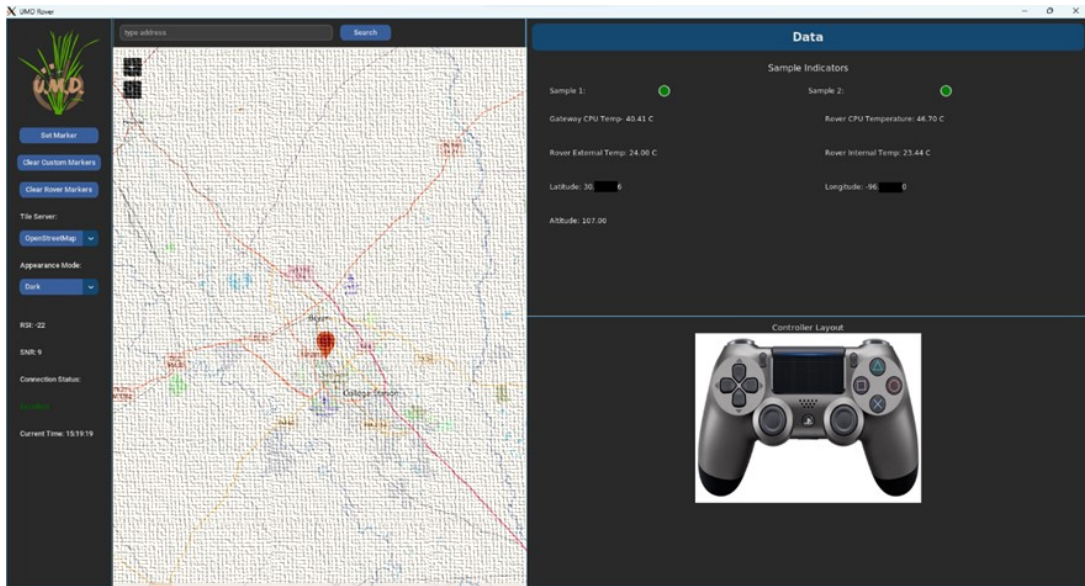 UMD Rover
U.M.D.
Set Marker
Clear Custom Markers
Clear Rover Markers
Tile Server:
OpenStreetMap
Appearance Mode:
Dark
RSI: -22
SNR: 9
Connection Status:
Current Time: 15:19:19
type address
Search
Bryan
College Station
Data
Sample Indicators
Sample 1:
Sample 2:
Gateway CPU Temp- 40.41 C
Rover CPU Temperature: 46.70 C
Rover External Temp: 24.00 C
Rover Internal Temp: 23.44 C
Latitude: 30. 6
Longitude: -96. 0
Altitude: 107.00
Controller Layout